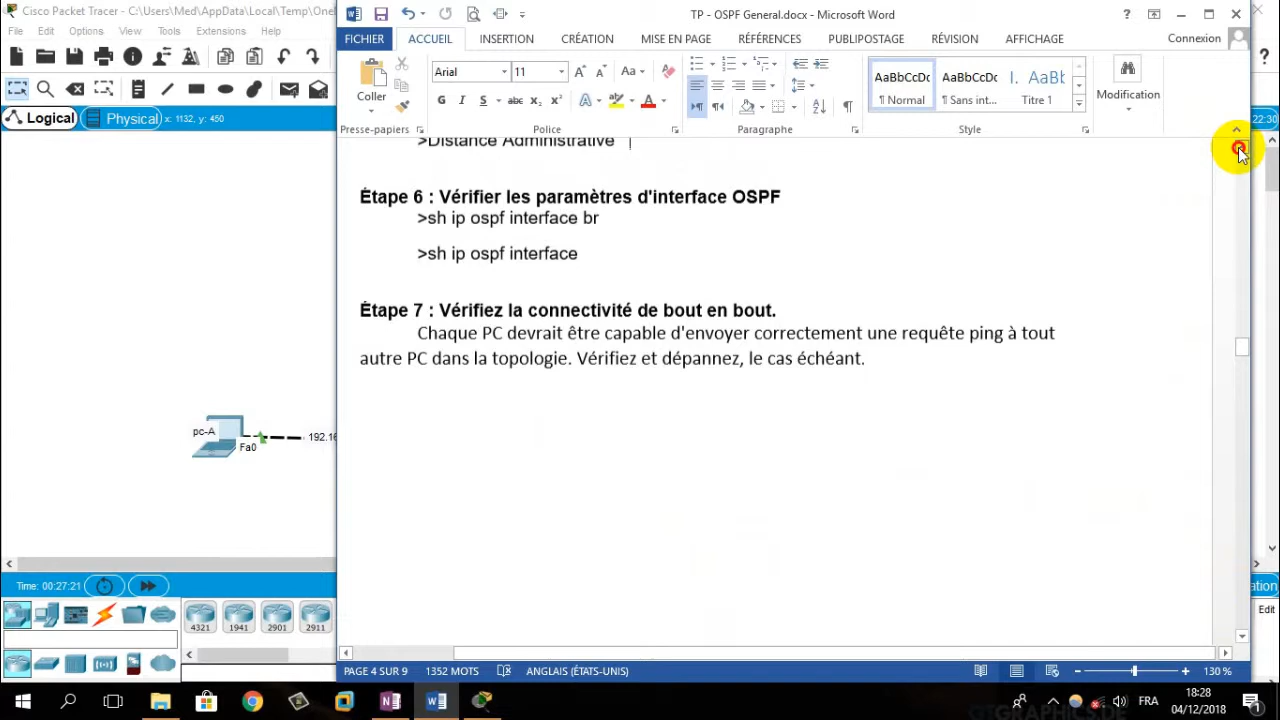 Cisco Packet Tracer - C:\Users\Med\AppData\Local\Temp\One
TP - OSPF General.docx - Microsoft Word
File Edit Options View Tools Extensions Help
FICHIER ACCUEIL INSERTION CRÉATION MISE EN PAGE RÉFÉRENCES PUBLIPOSTAGE RÉVISION AFFICHAGE Connexion
Arial 11
Coller
AaBbCcDc AaBbCcDc AaBbC
¶ Normal ¶ Sans int... Titre 1
Modification
Presse-papiers Police Paragraphe Style
Logical Physical x: 1132, y: 450
22:30
>Distance Administrative
Étape 6 : Vérifier les paramètres d'interface OSPF
>sh ip ospf interface br
>sh ip ospf interface
Étape 7 : Vérifiez la connectivité de bout en bout.
Chaque PC devrait être capable d'envoyer correctement une requête ping à tout
autre PC dans la topologie. Vérifiez et dépannez, le cas échéant.
pc-A
Fa0
192.16
Time: 00:27:21
4321 1941 2901 2911
Edit
PAGE 4 SUR 9 1352 MOTS ANGLAIS (ÉTATS-UNIS) 130 %
FRA
18:28
04/12/2018